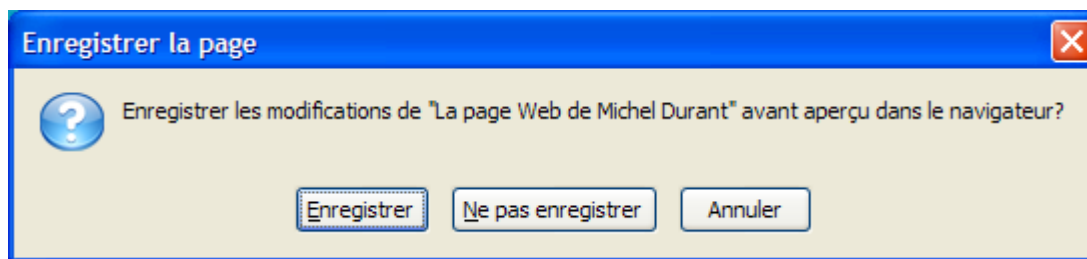 Enregistrer la page
Enregistrer les modifications de "La page Web de Michel Durant" avant aperçu dans le navigateur?
Enregistrer Ne pas enregistrer Annuler